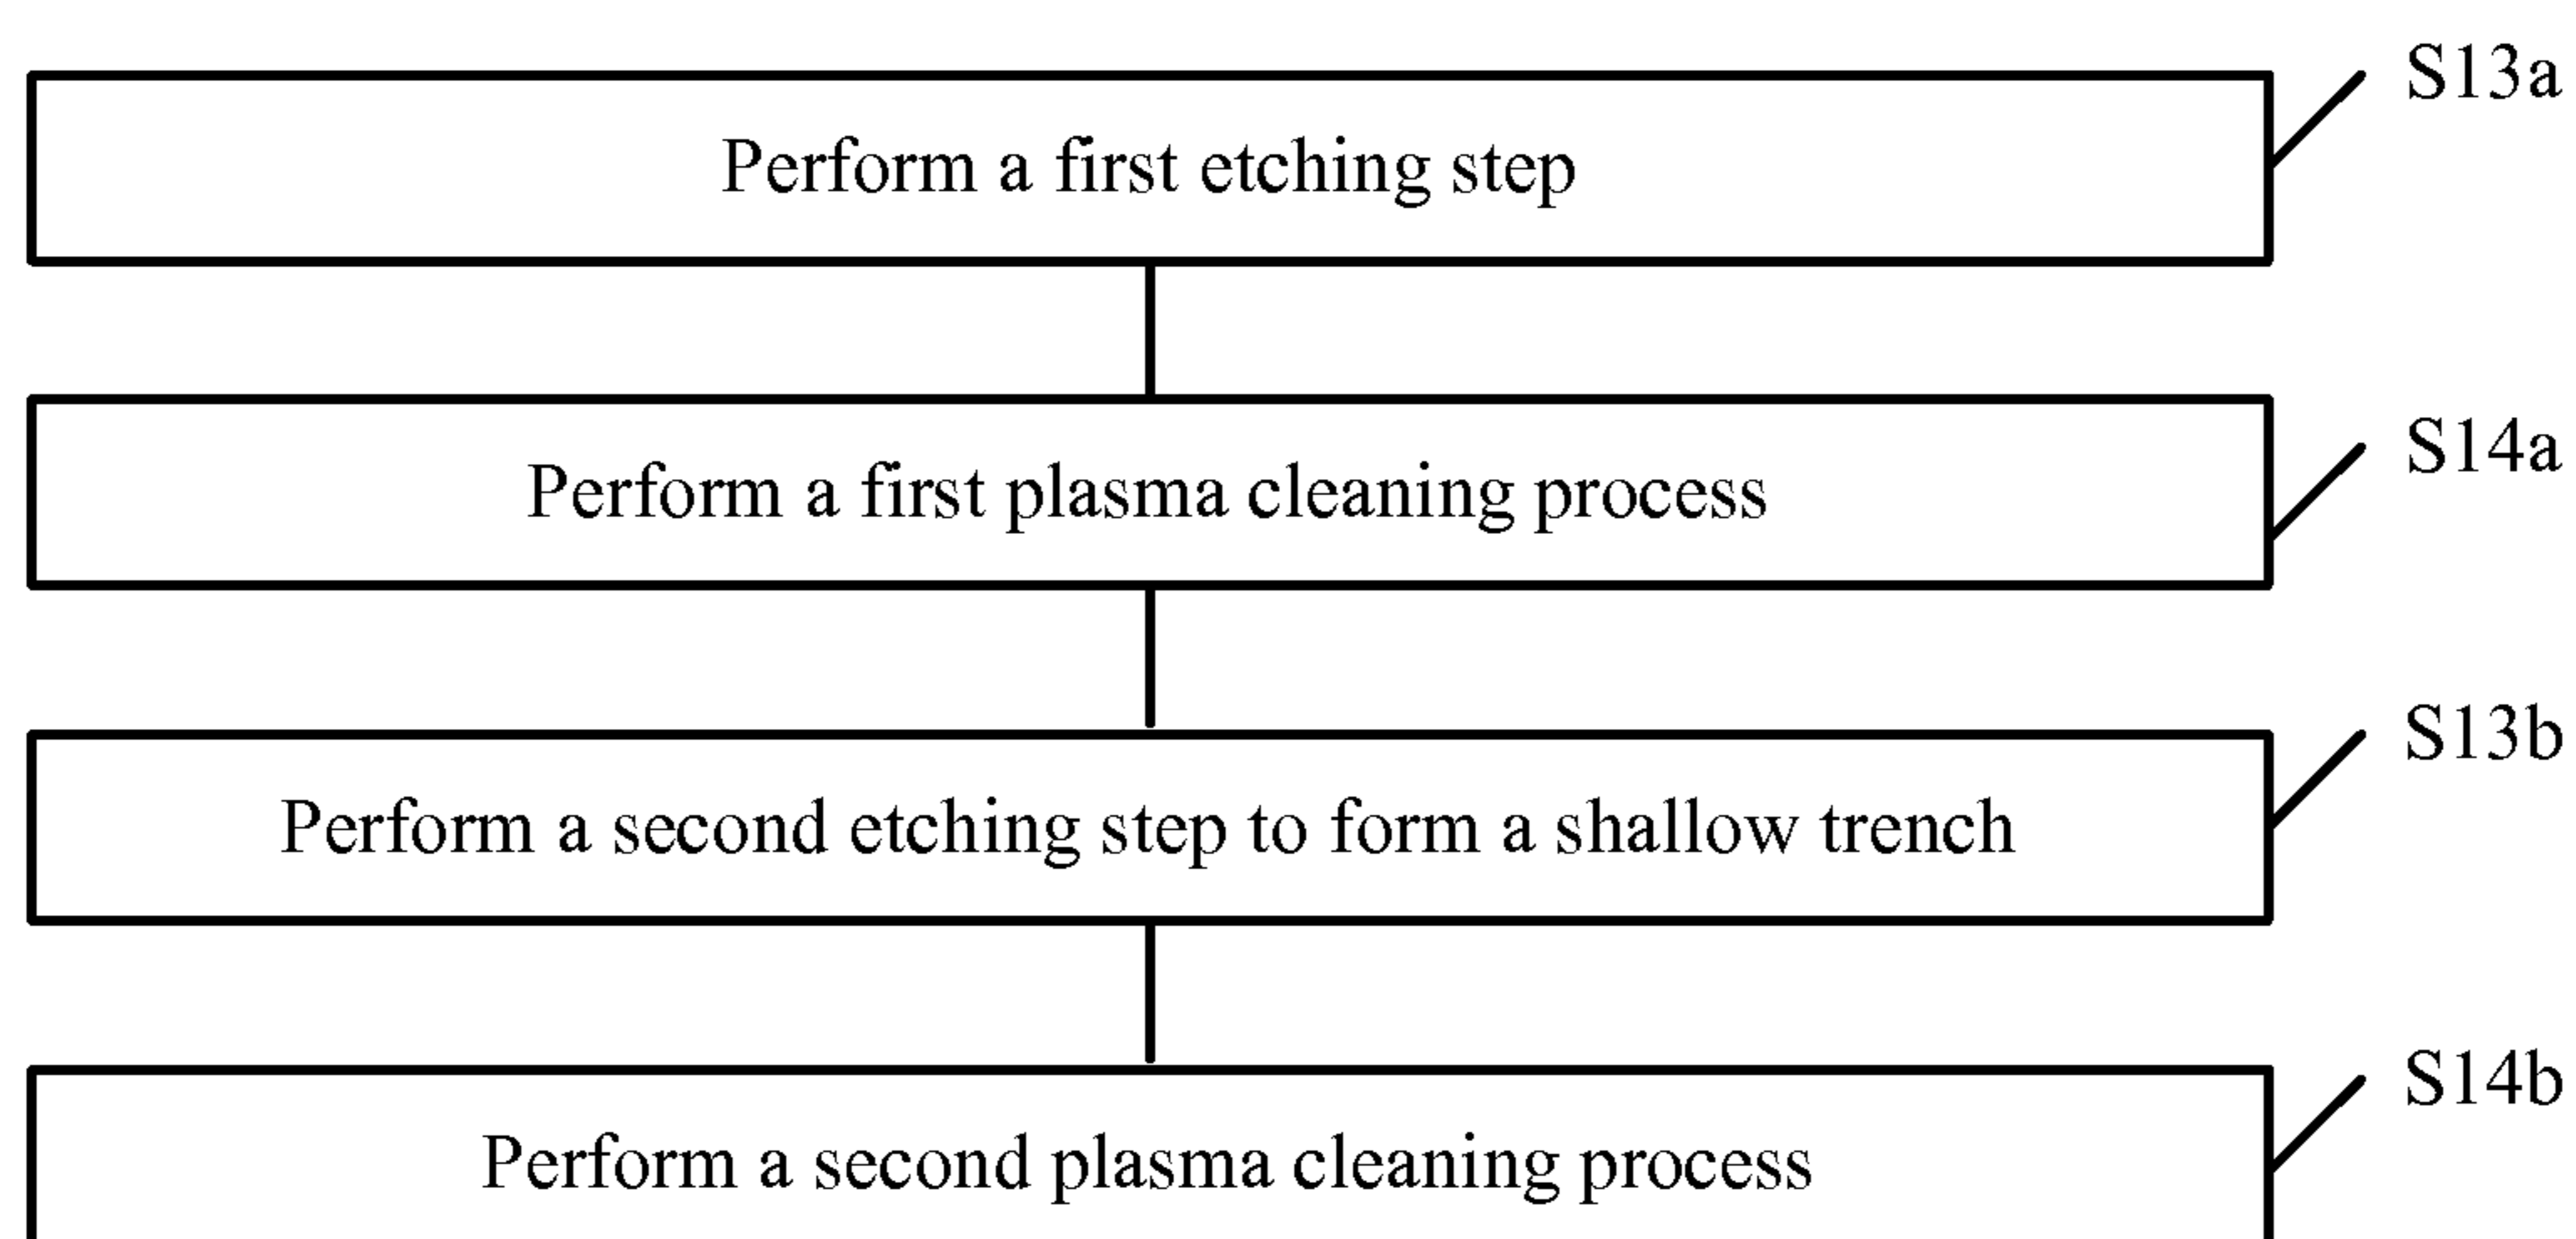 S13a
Perform a first etching step
S14a
Perform a first plasma cleaning process
S13b
Perform a second etching step to form a shallow trench
S14b
Perform a second plasma cleaning process